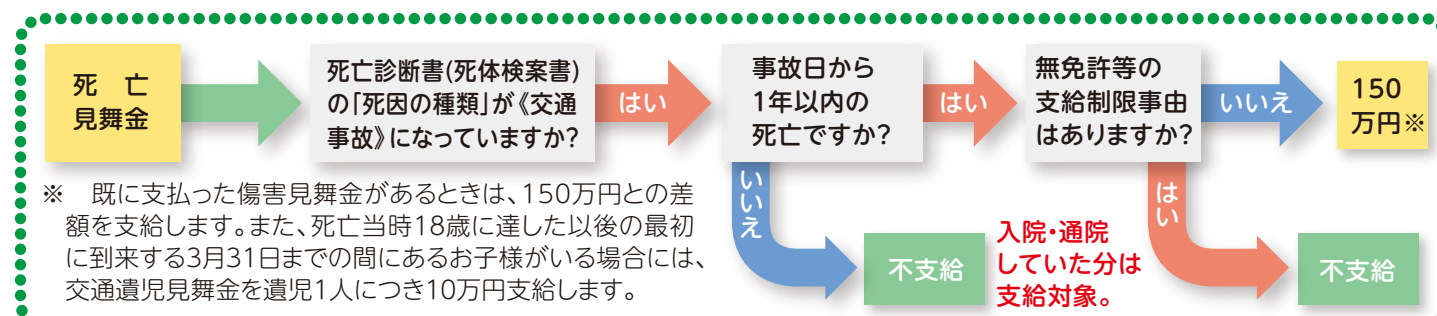 死　亡
見舞金
死亡診断書(死体検案書)
の「死因の種類」が《交通
事故》になっていますか?
はい
事故日から
1年以内の
死亡ですか?
はい
無免許等の
支給制限事由
はありますか?
いいえ
150
万円※
※　既に支払った傷害見舞金があるときは、150万円との差
額を支給します。また、死亡当時18歳に達した以後の最初
に到来する3月31日までの間にあるお子様がいる場合には、
交通遺児見舞金を遺児1人につき10万円支給します。
いいえ
不支給
入院・通院
していた分は
支給対象。
はい
不支給